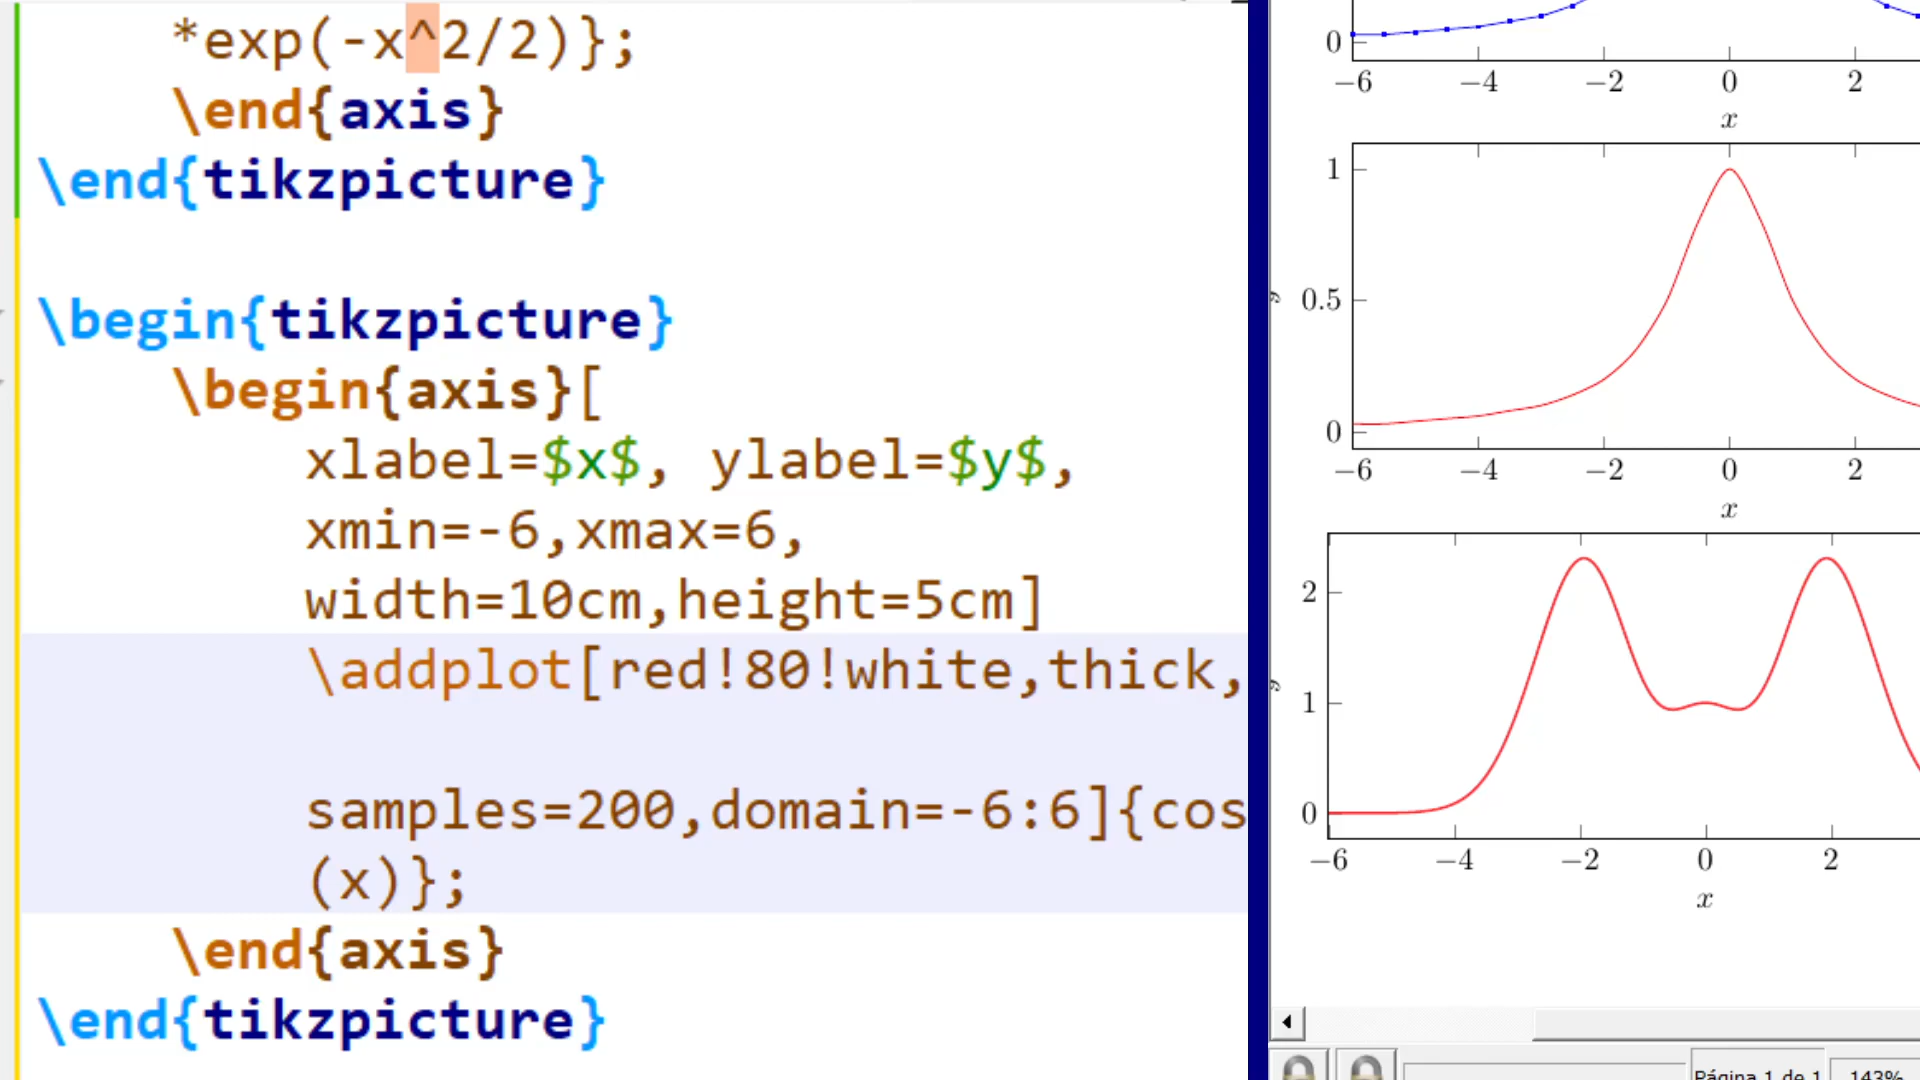 *exp(-x^2/2)};
\end{axis}
\end{tikzpicture}
\begin{tikzpicture}
\begin{axis}[
xlabel=$x$, ylabel=$y$,
xmin=-6,xmax=6,
width=10cm,height=5cm]
\addplot[red!80!white,thick,
samples=200,domain=-6:6]{cos
(x)};
\end{axis}
\end{tikzpicture}
0
−6 −4 −2 0 2
x
1
0.5
0
−6 −4 −2 0 2
x
2
1
0
−6 −4 −2 0 2
x
Página 1 de 1 143%